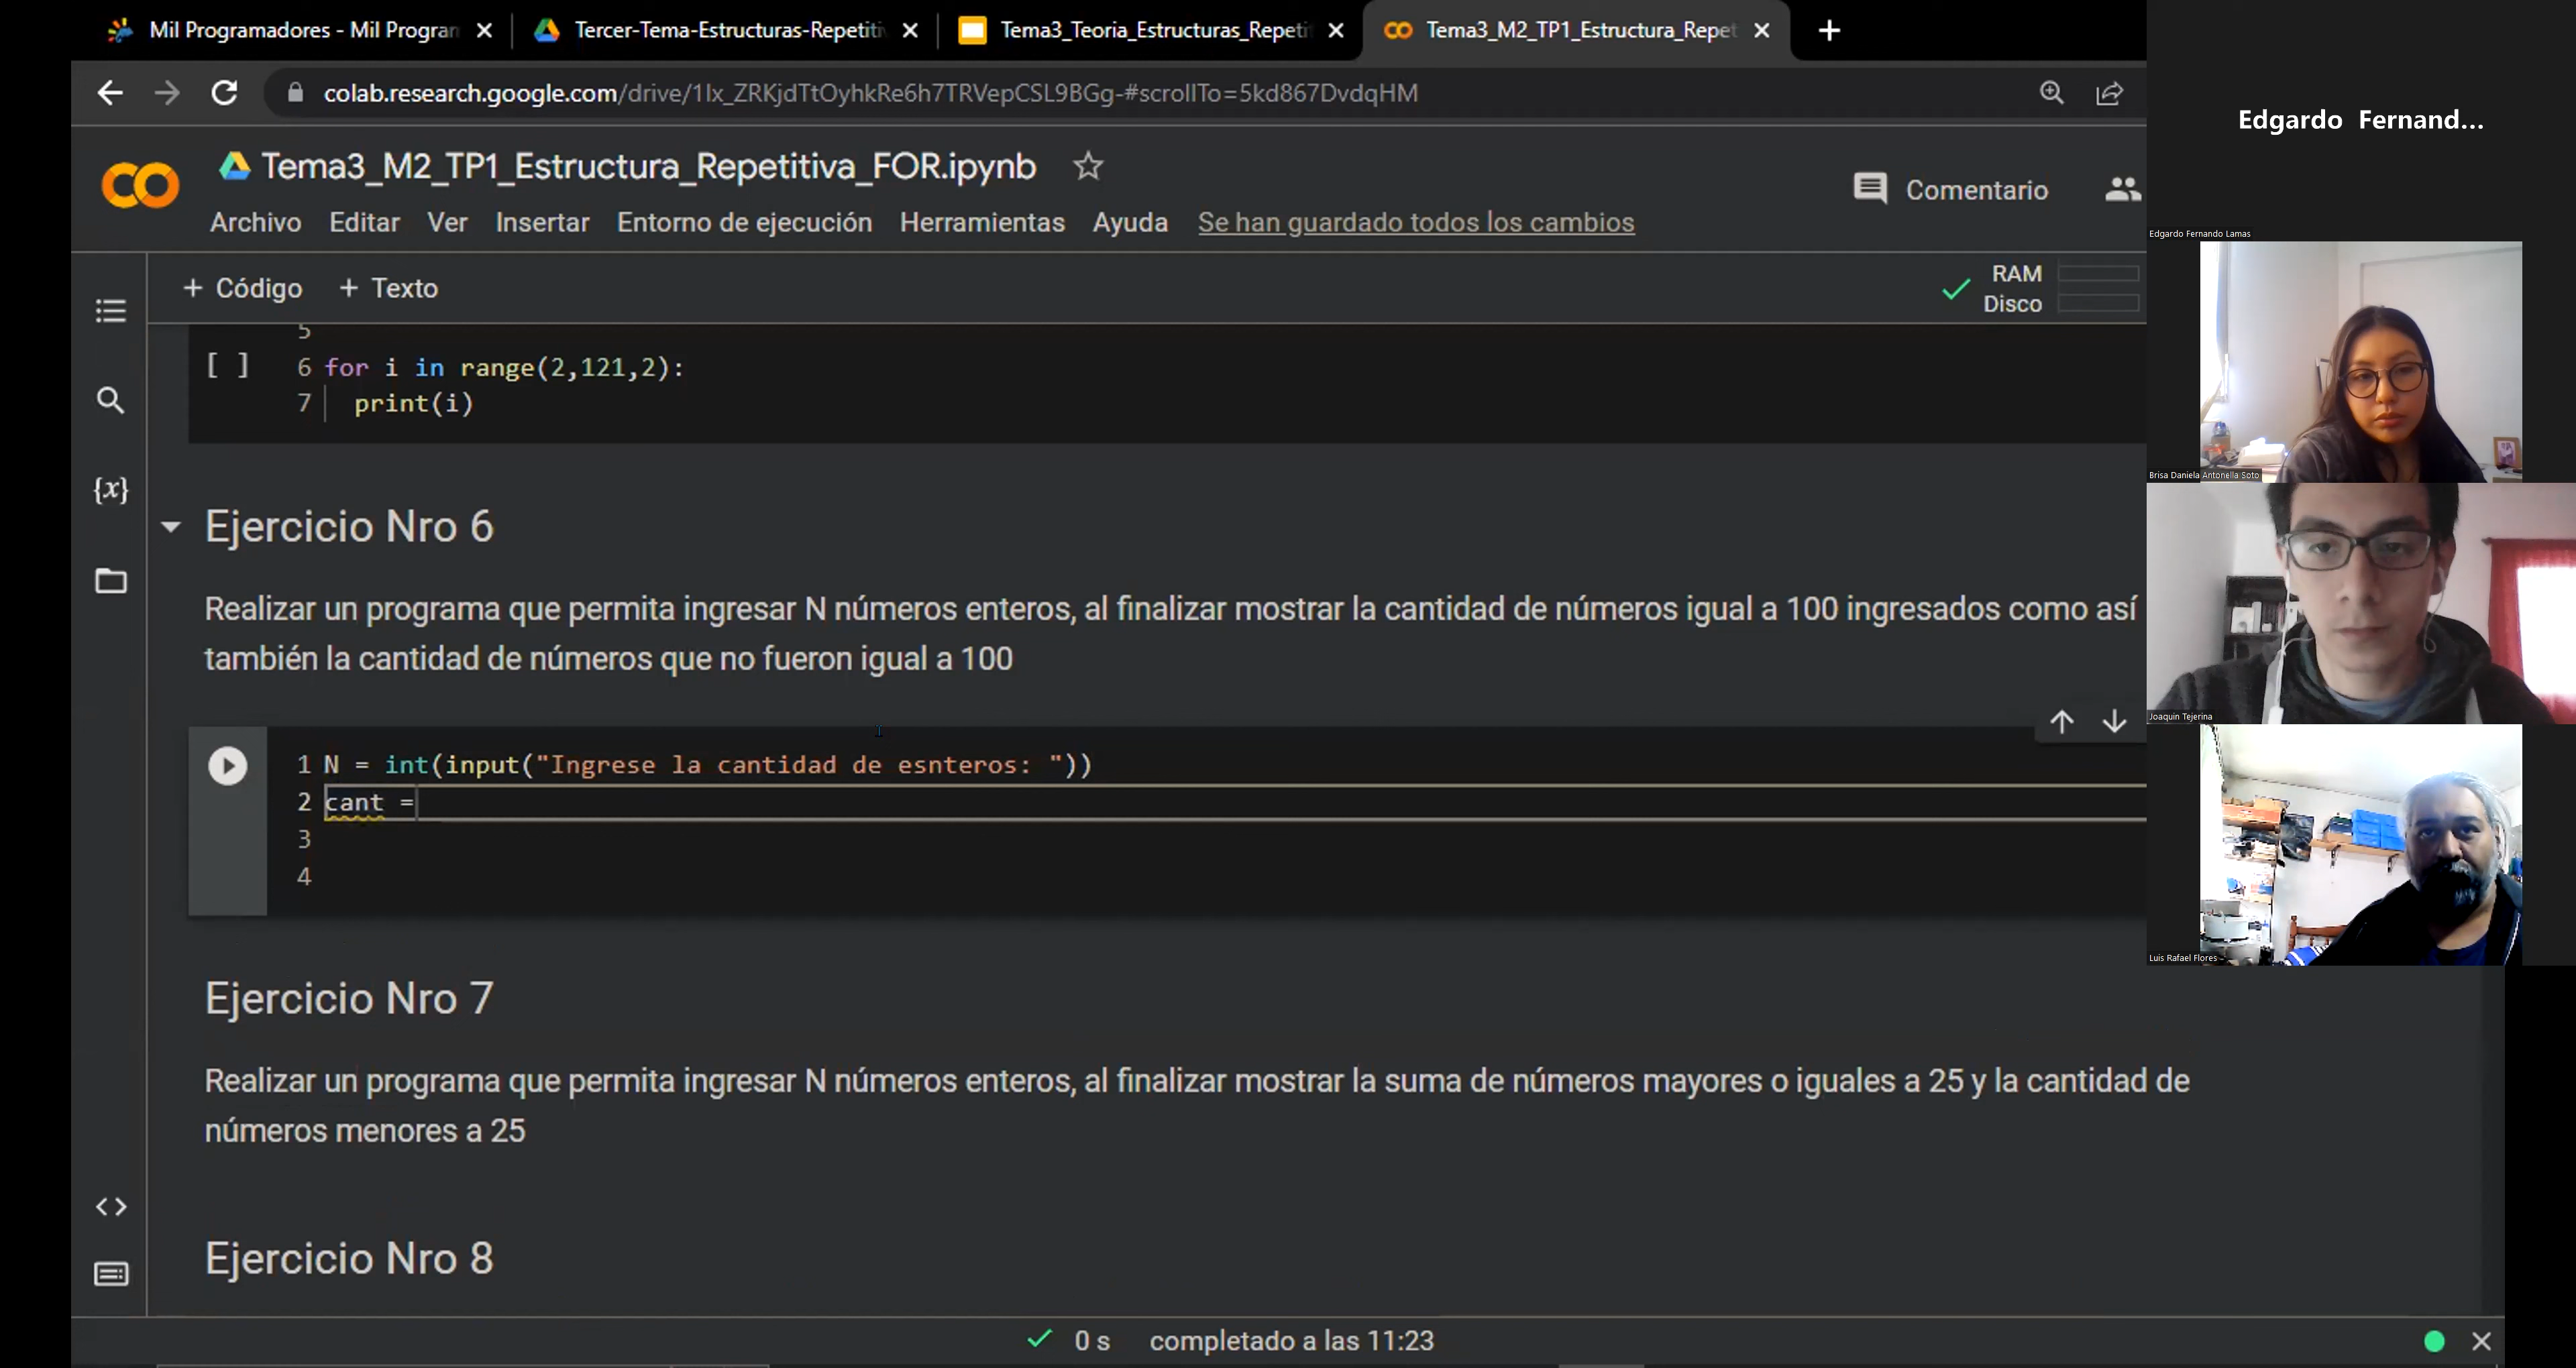 Mil Programadores - Mil Program
Tercer-Tema-Estructuras-Repetitiv
Tema3_Teoria_Estructuras_Repeti
Tema3_M2_TP1_Estructura_Repet
colab.research.google.com/drive/1Ix_ZRKjdTtOyhkRe6h7TRVepCSL9BGg-#scrollTo=5kd867DvdqHM
Edgardo Fernand...
Tema3_M2_TP1_Estructura_Repetitiva_FOR.ipynb
Comentario
Archivo Editar Ver Insertar Entorno de ejecución Herramientas Ayuda Se han guardado todos los cambios
Edgardo Fernando Lamas
+ Código + Texto
RAM
Disco
5
[ ] 6 for i in range(2,121,2):
7 print(i)
Brisa Daniela Antonella Soto
Ejercicio Nro 6
Realizar un programa que permita ingresar N números enteros, al finalizar mostrar la cantidad de números igual a 100 ingresados como así
también la cantidad de números que no fueron igual a 100
Joaquin Tejerina
1 N = int(input("Ingrese la cantidad de esnteros: "))
2 cant =
3
4
Luis Rafael Flores
Ejercicio Nro 7
Realizar un programa que permita ingresar N números enteros, al finalizar mostrar la suma de números mayores o iguales a 25 y la cantidad de
números menores a 25
Ejercicio Nro 8
0 s completado a las 11:23